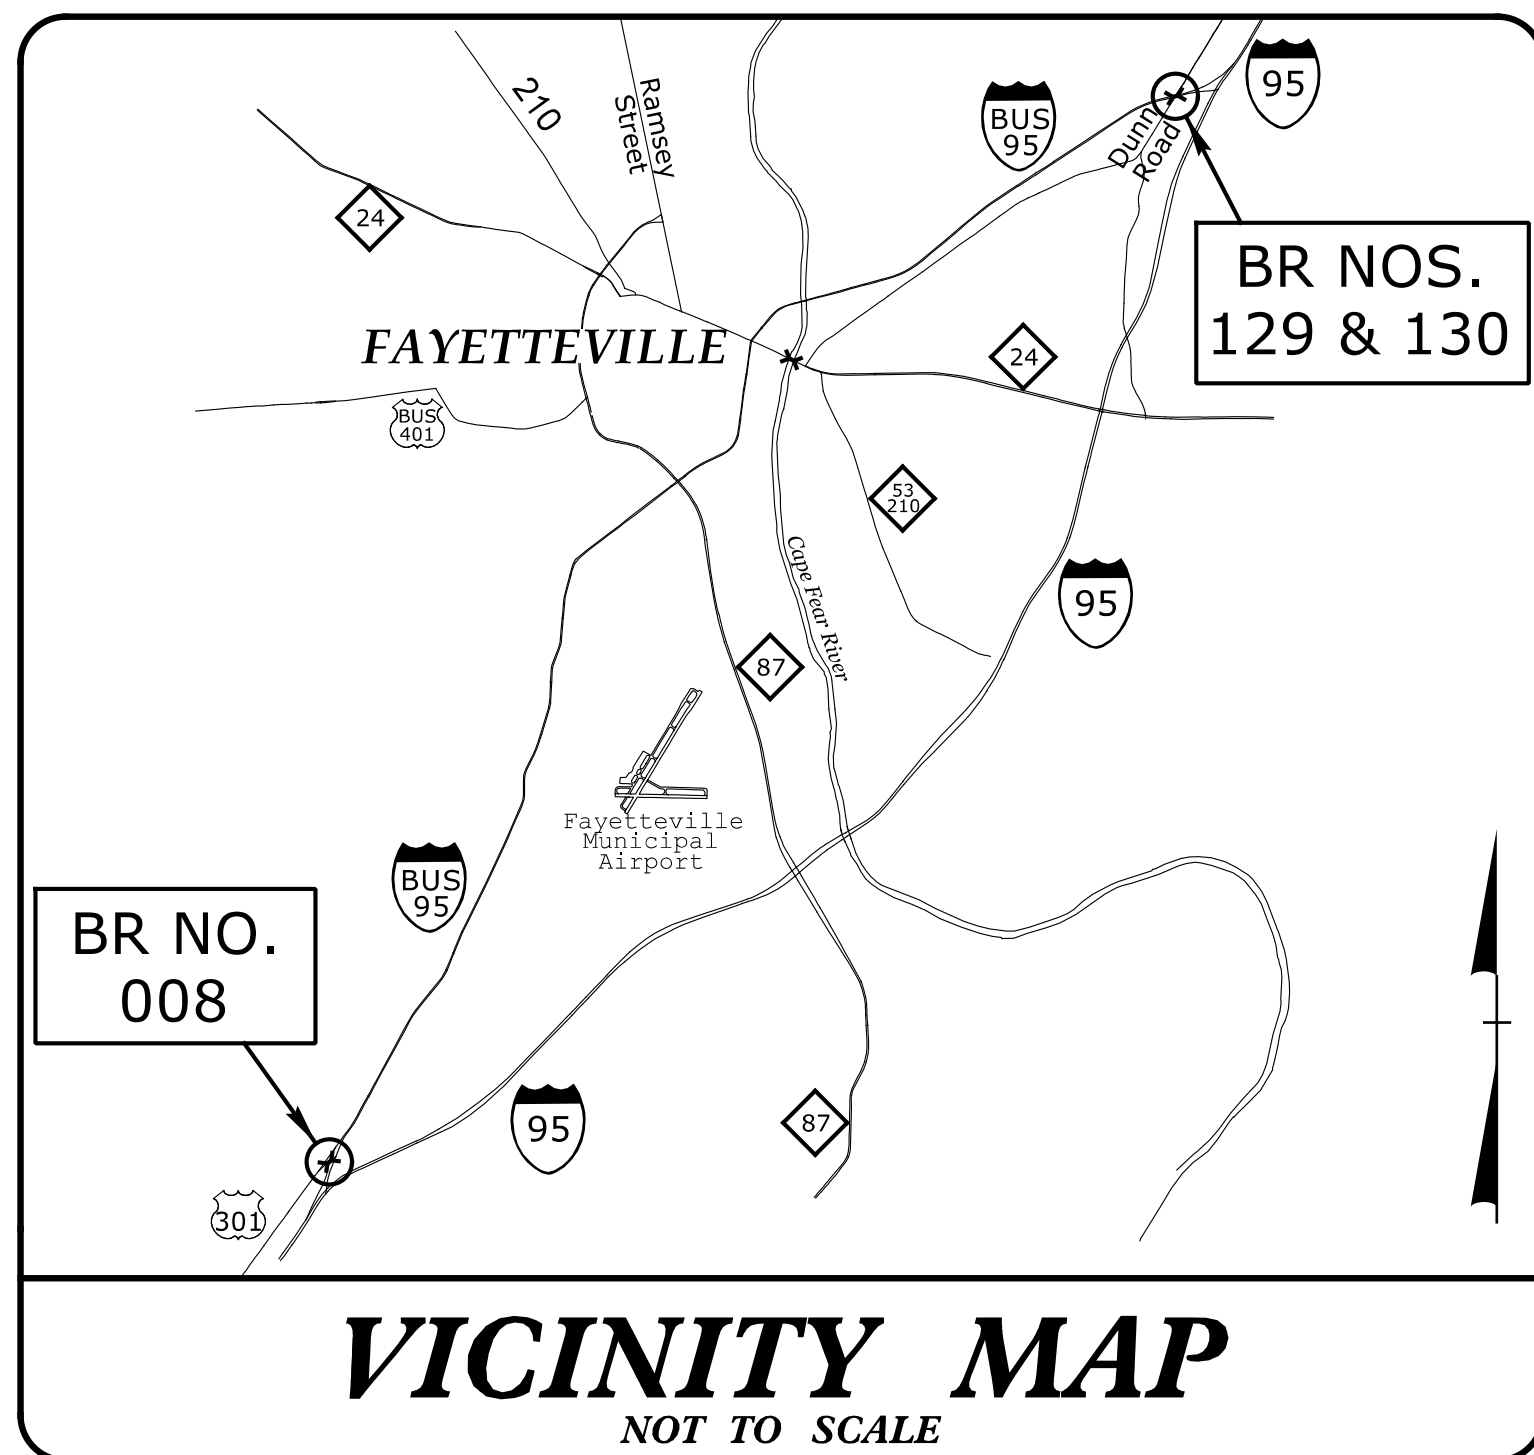 210
Ramsey
Street
BUS
95
95
Dunn
Road
24
BR NOS.
129 & 130
FAYETTEVILLE
24
BUS
401
53
210
Cape Fear River
95
87
Fayetteville
Municipal
Airport
BUS
95
BR NO.
008
95
87
301
VICINITY MAP
NOT TO SCALE